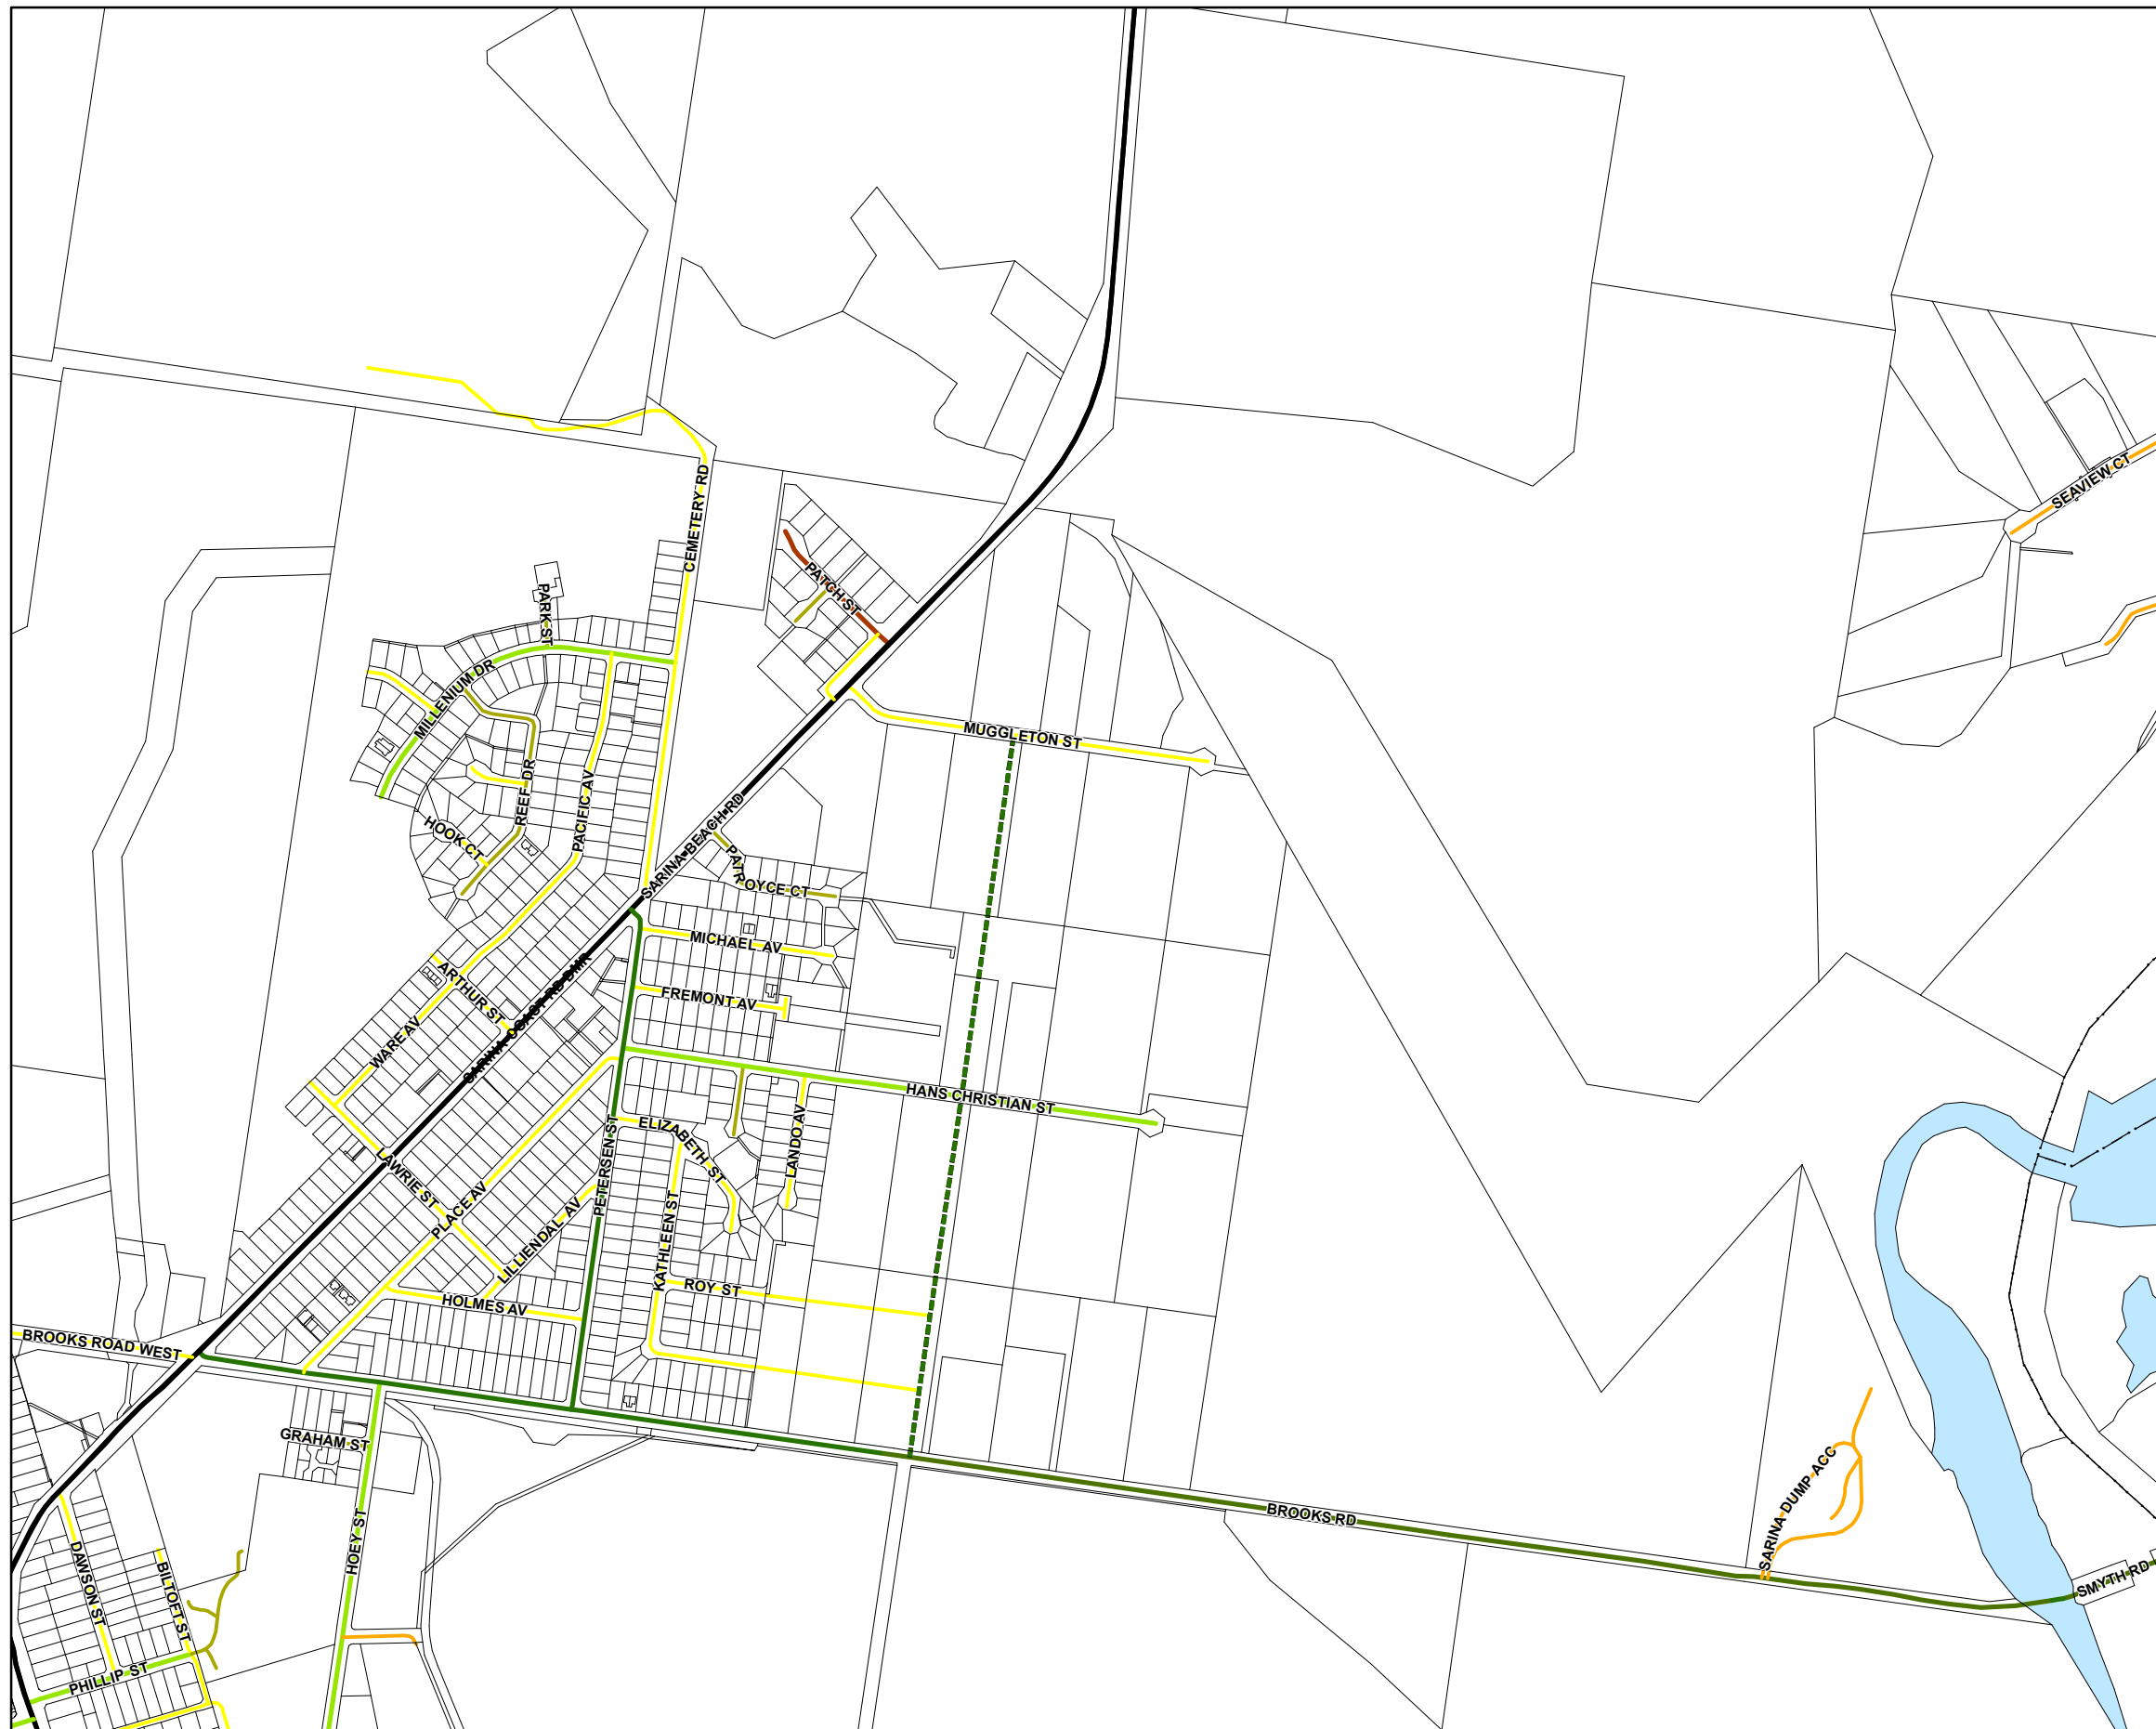 SEAVIEW CT
CEMETERY RD
PATCH ST
PARK ST
MILLENIUM DR
MUGGLETON ST
REEF DR
PACIFIC AV
HOOK CT
SARINA BEACH RD
PAT
ROYCE CT
MICHAEL AV
ARTHUR ST
FREMONT AV
WARE AV
SARINA COAST RD DMR
HANS CHRISTIAN ST
ELIZABETH ST
LANDO AV
PETERSEN ST
LAWRIE ST
PLACE AV
KATHLEEN ST
LILLIENDAL AV
ROY ST
HOLMES AV
BROOKS ROAD WEST
GRAHAM ST
HOEY ST
BROOKS RD
SARINA DUMP ACC
SMYTH RD
DAWSON ST
BILTOFT ST
PHILLIP ST